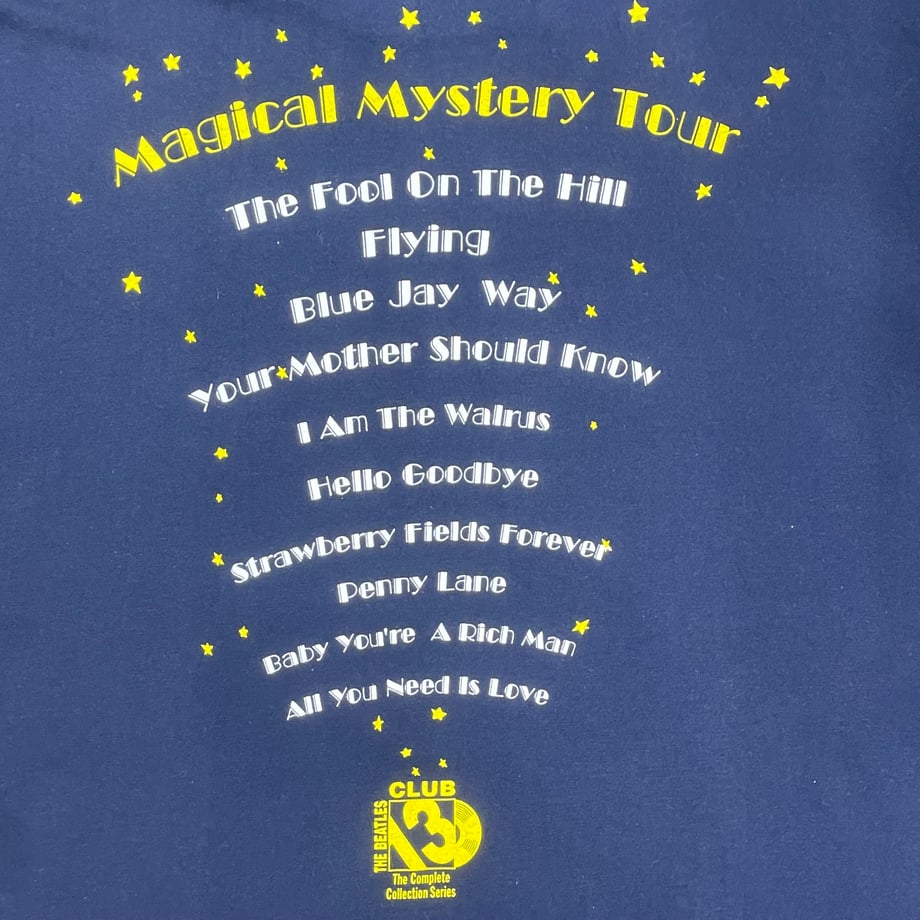 Magical Mystery Tour
The Fool On The Hill
Flying
Blue Jay Way
Your Mother Should Know
I Am The Walrus
Hello Goodbye
Strawberry Fields Forever
Penny Lane
Baby You're A Rich Man
All You Need Is Love
CLUB
THE BEATLES
13
The Complete
Collection Series